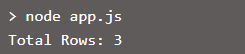 > node app.js
Total Rows: 3